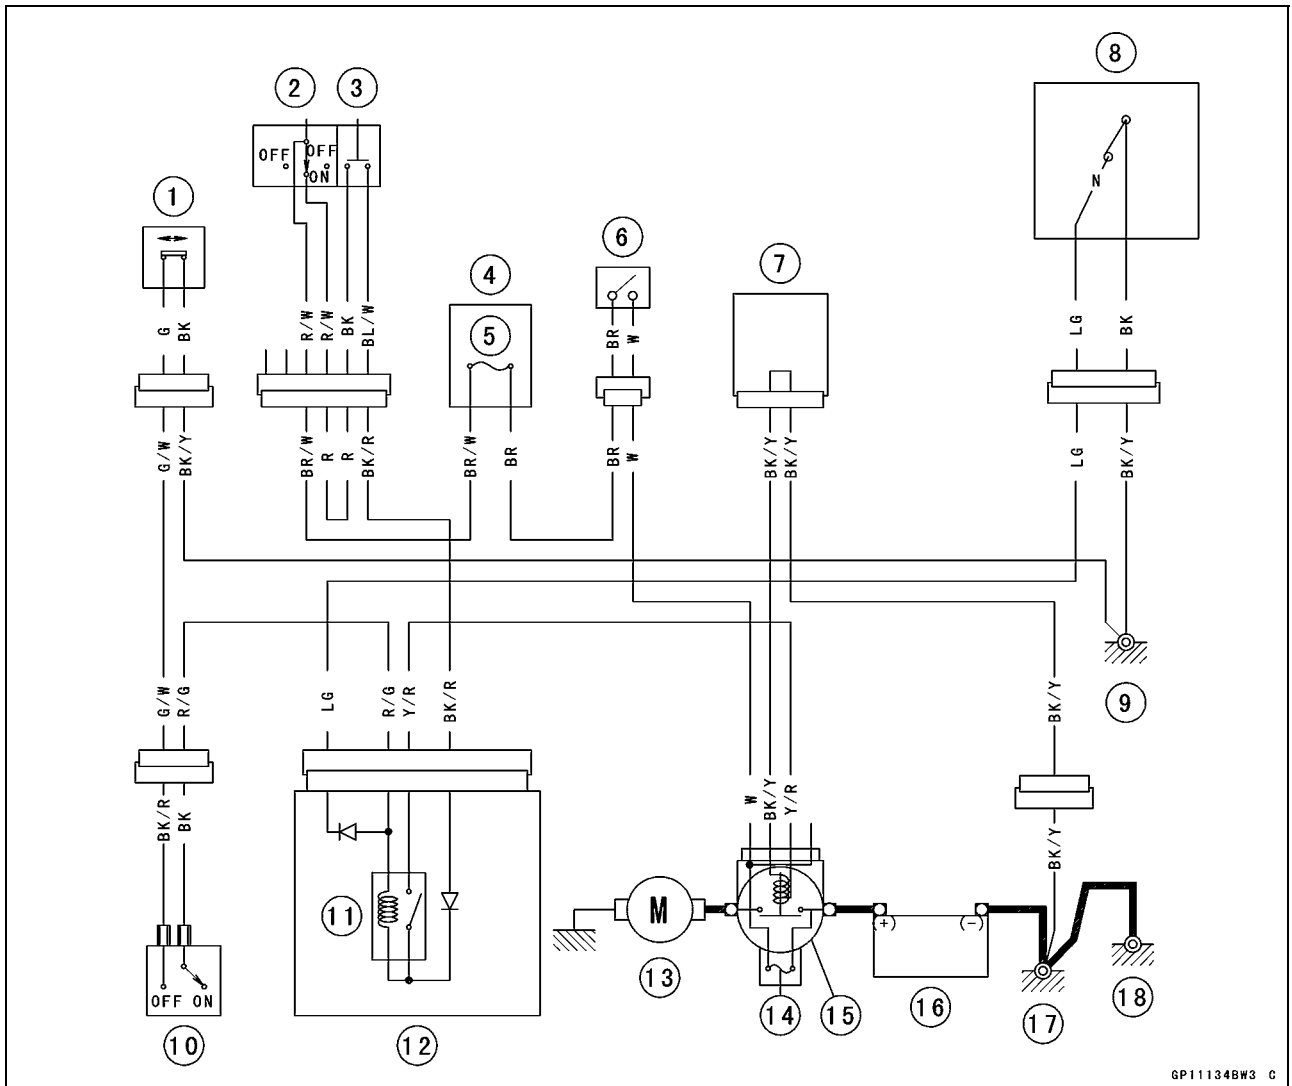 8
2 3
OFF OFF
ON
1
6
7
4
N
5
R/W R/W BK BL/W
G BK
BR W
LG BK
G/W BK/Y
BR/W R R BK/R
BR/W BR
BR W
BK/Y BK/Y
LG BK/Y
G/W R/G
LG R/G Y/R BK/R
BK/Y
9
W BK/Y Y/R
BK/R BK
BK/Y
11
M
(+) (-)
OFF ON
13
14 15 16 17 18
10 12
GP11134BW3 C